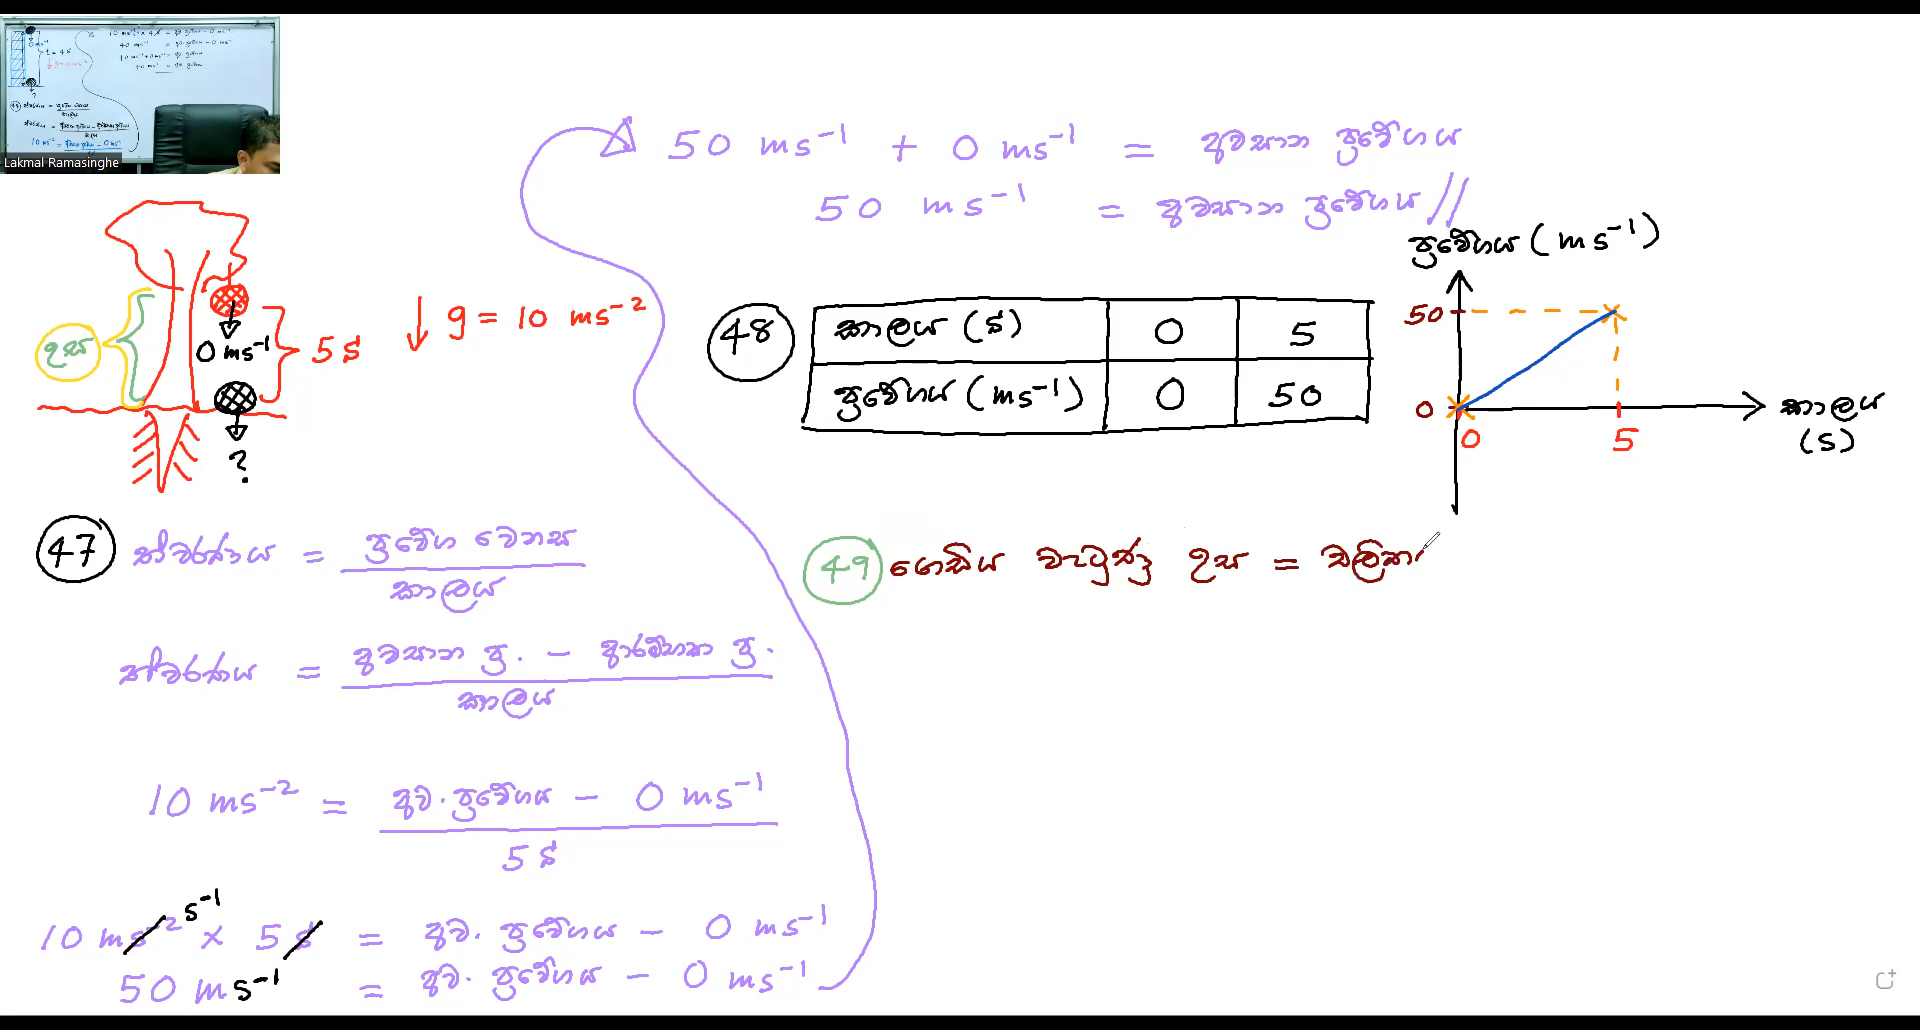 Lakmal Ramasinghe
50 ms⁻¹ + 0 ms⁻¹ = අවසාන ප්‍රවේගය
50 ms⁻¹ = අවසාන ප්‍රවේගය //
උස
0 ms⁻¹
5 s
?
↓ g = 10 ms⁻²
47 ත්වරණය = ප්‍රවේග වෙනස / කාලය
ත්වරණය = අවසාන ප්‍ර. – ආරම්භක ප්‍ර. / කාලය
10 ms⁻² = අව. ප්‍රවේගය – 0 ms⁻¹ / 5 s
10 ms⁻² s⁻¹ × 5 s = අව. ප්‍රවේගය – 0 ms⁻¹
50 ms⁻¹ = අව. ප්‍රවේගය – 0 ms⁻¹
48
කාලය (s) 0 5
ප්‍රවේගය (ms⁻¹) 0 50
ප්‍රවේගය (ms⁻¹)
50
0
0 5
කාලය
(s)
49 ගෙඩිය වැටුණු උස = චලිතා